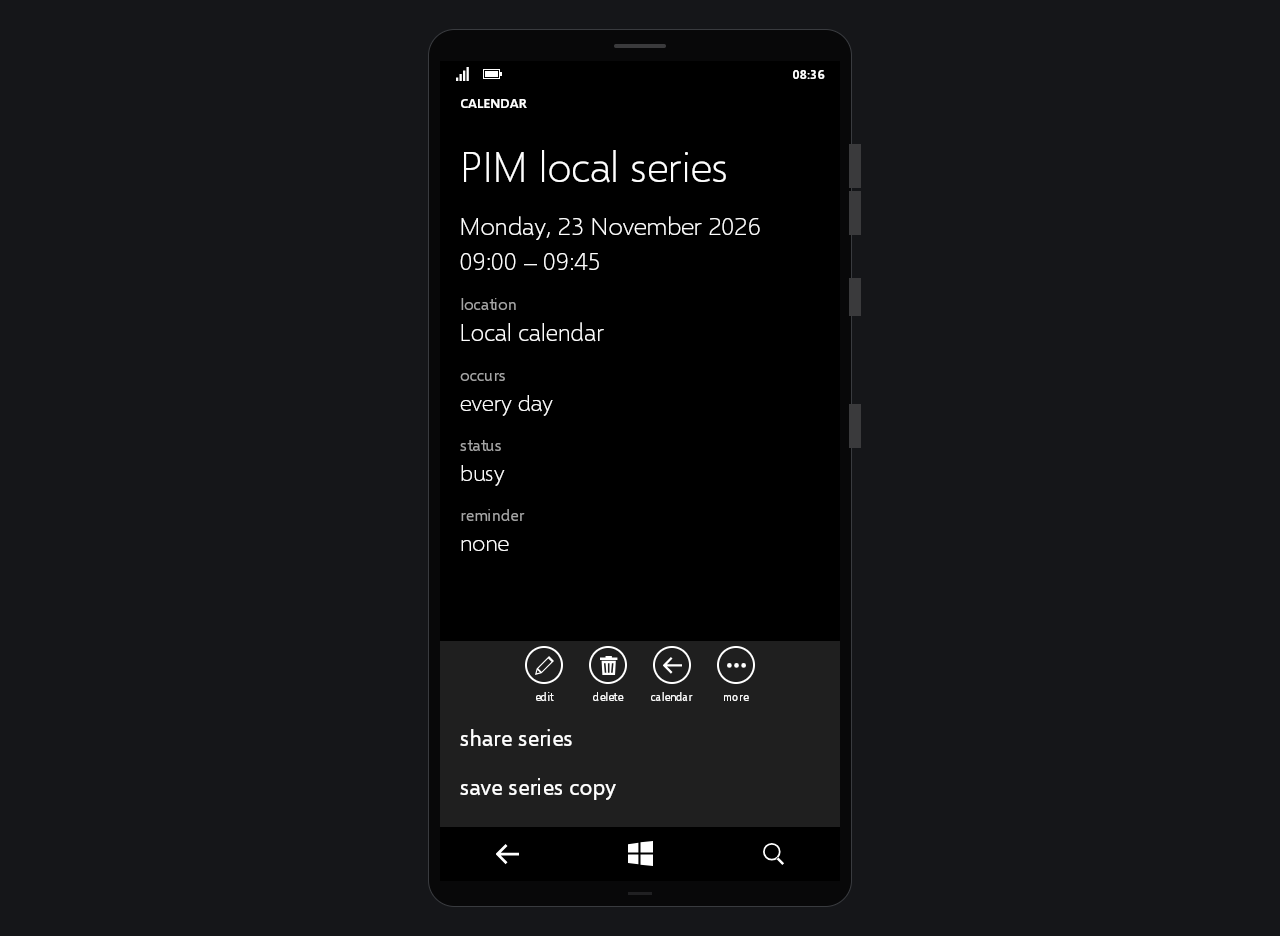 08:36
CALENDAR
PIM local series
Monday, 23 November 2026
09:00 – 09:45
location
Local calendar
occurs
every day
status
busy
reminder
none
edit
delete
calendar
more
share series
save series copy